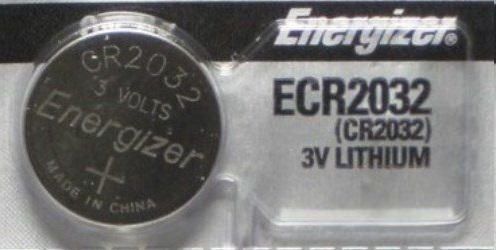 CR2032
3 VOLTS
Energizer
+
MADE IN CHINA
Energizer®
ECR2032
(CR2032)
3V LITHIUM